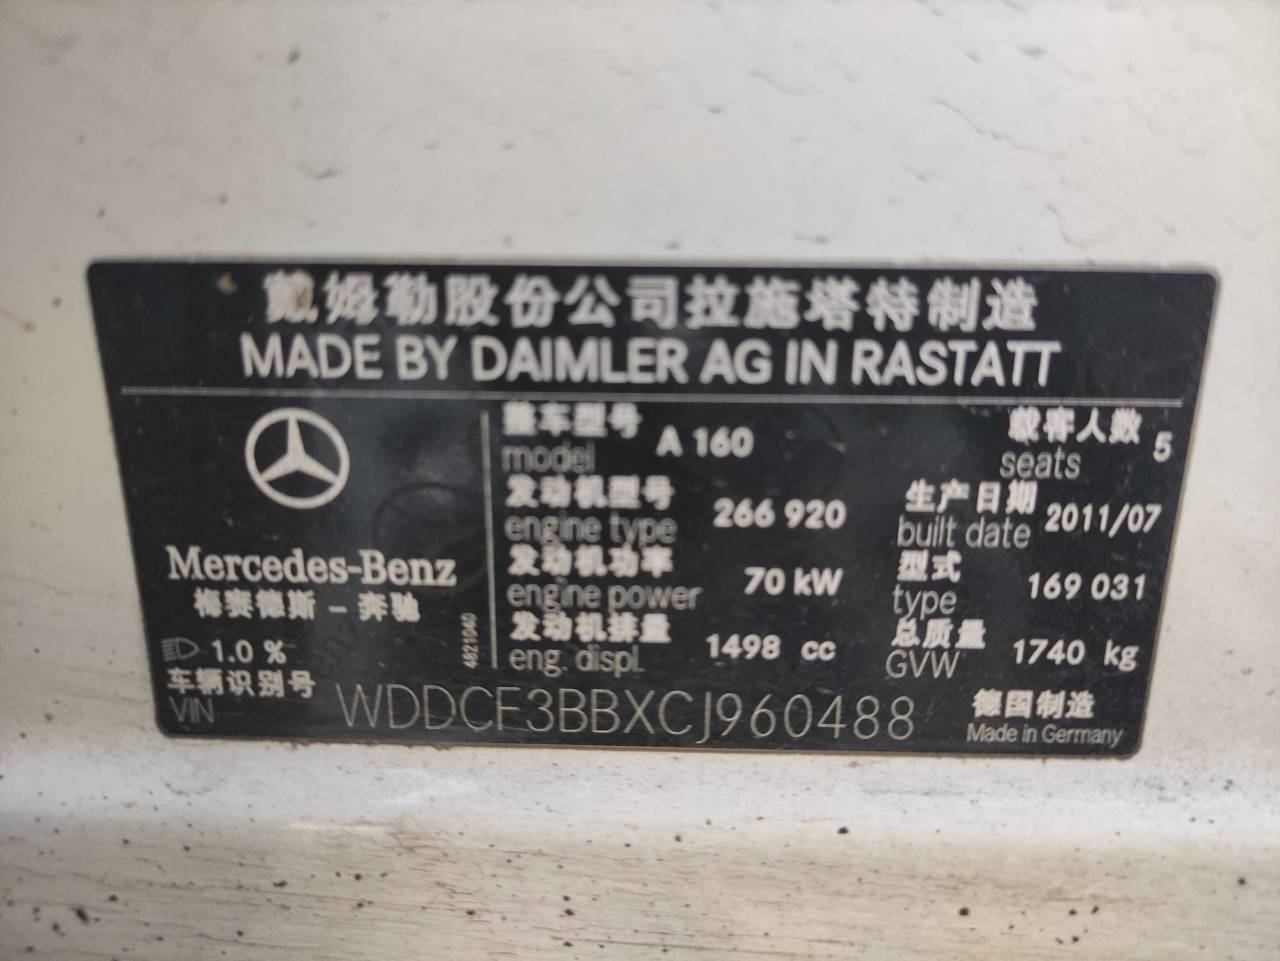 戴姆勒股份公司拉施塔特制造
MADE BY DAIMLER AG IN RASTATT
Mercedes-Benz
梅赛德斯-奔驰
1.0 %
4621040
整车型号
model A 160
载客人数
seats 5
发动机型号
engine type 266 920
生产日期
built date 2011/07
发动机功率
engine power 70 kW
型式
type 169 031
发动机排量
eng. displ. 1498 cc
总质量
GVW 1740 kg
车辆识别号
VIN WDDCF3BBXCJ960488
德国制造
Made in Germany